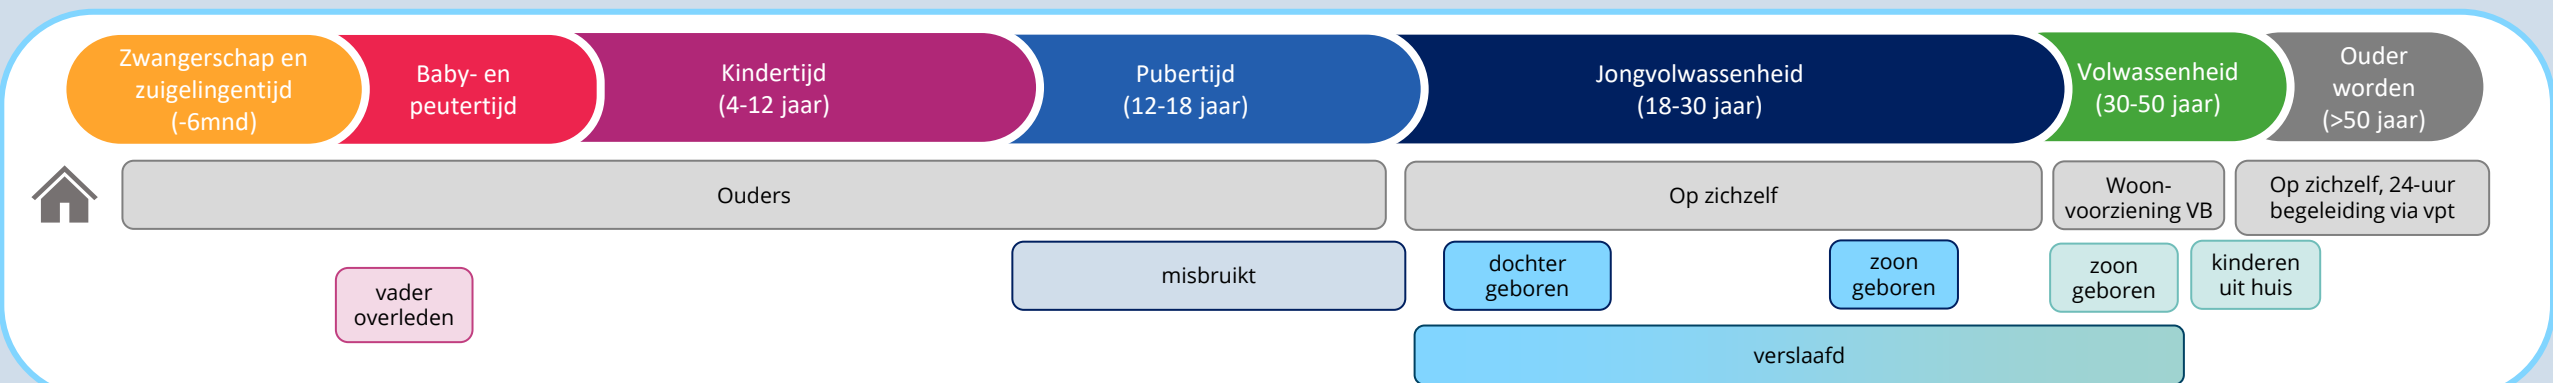 Zwangerschap en
zuigelingentijd
(-6mnd)
Baby- en
peutertijd
Kindertijd
(4-12 jaar)
Pubertijd
(12-18 jaar)
Jongvolwassenheid
(18-30 jaar)
Volwassenheid
(30-50 jaar)
Ouder
worden
(>50 jaar)
Ouders
Op zichzelf
Woon-
voorziening VB
Op zichzelf, 24-uur
begeleiding via vpt
vader
overleden
misbruikt
dochter
geboren
zoon
geboren
zoon
geboren
kinderen
uit huis
verslaafd